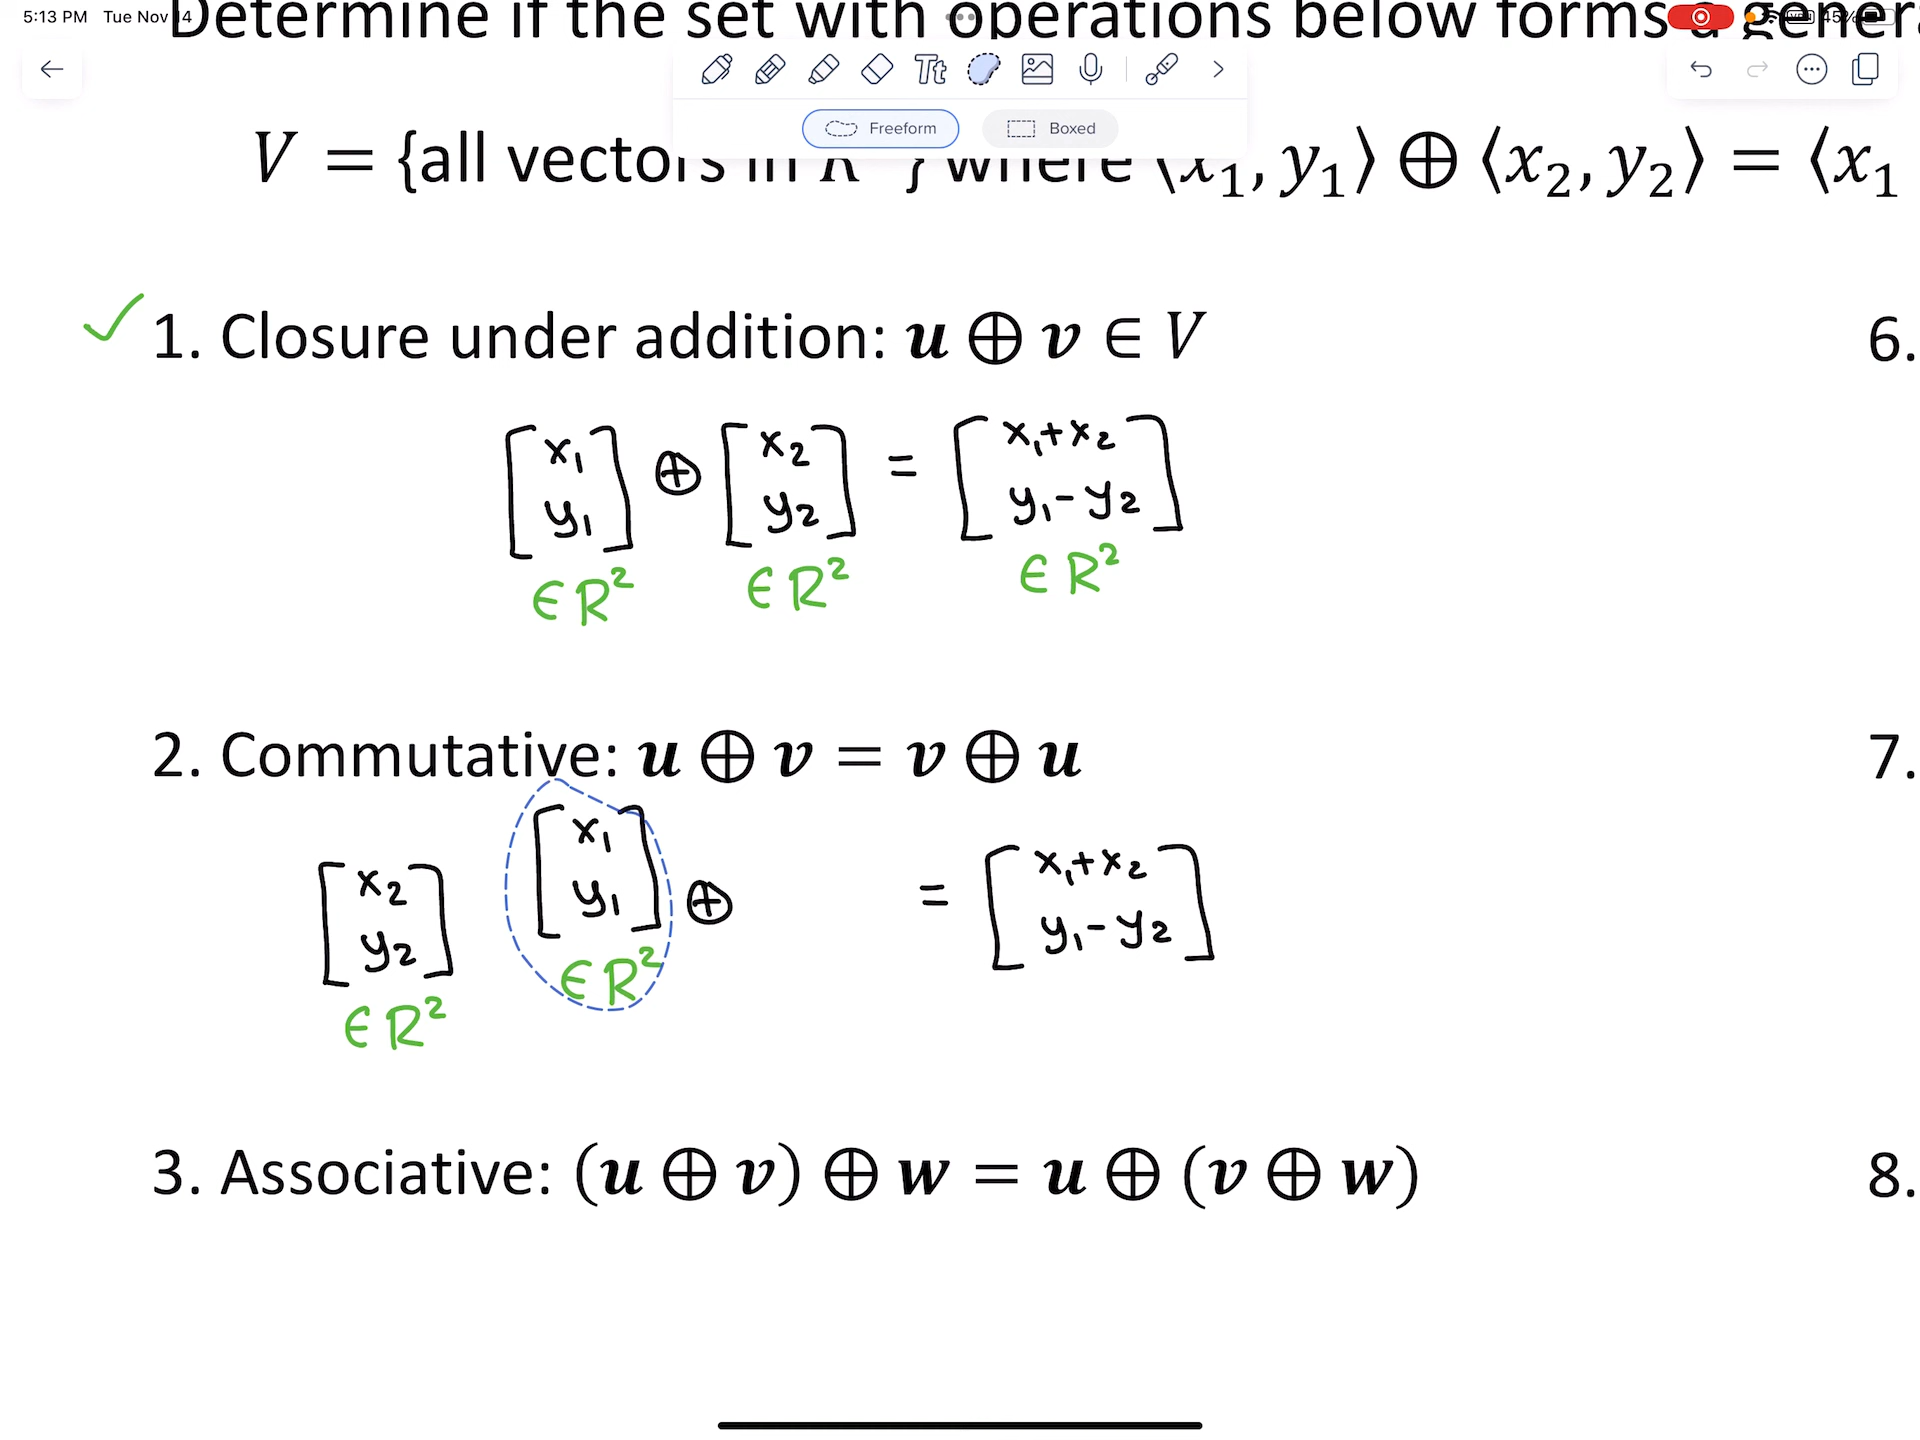 5:13 PM Tue Nov 14
Determine if the set with operations below forms a gener
45%
Tt
Freeform
Boxed
V = {all vectors in R } where ⟨x₁, y₁⟩ ⊕ ⟨x₂, y₂⟩ = ⟨x₁
✓ 1. Closure under addition: u ⊕ v ∈ V
6.
[x₁ y₁] ⊕ [x₂ y₂] = [x₁+x₂ y₁-y₂]
∈ R² ∈ R² ∈ R²
2. Commutative: u ⊕ v = v ⊕ u
7.
[x₂ y₂] [x₁ y₁] ⊕ = [x₁+x₂ y₁-y₂]
∈ R² ∈ R²
3. Associative: (u ⊕ v) ⊕ w = u ⊕ (v ⊕ w)
8.